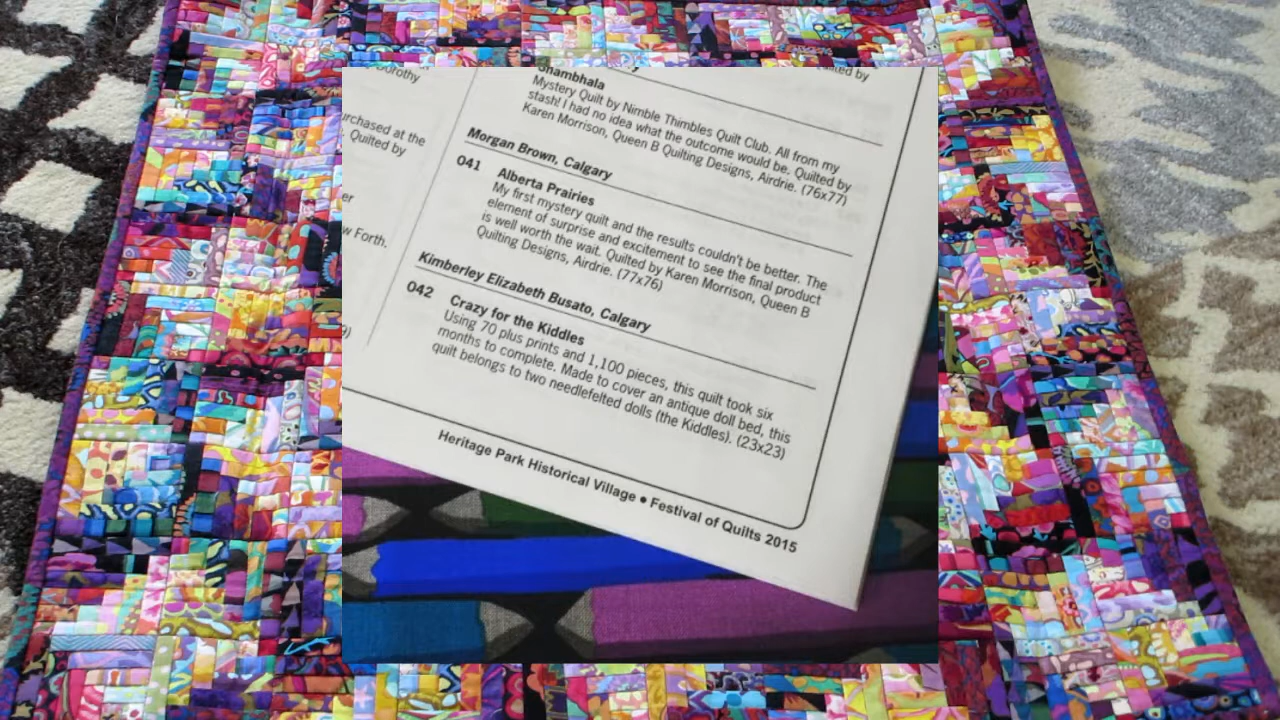 Dorothy
urchased at the
Quilted by
er
w Forth.
9)
by
Shambhala
Mystery Quilt by Nimble Thimbles Quilt Club. All from my
stash! I had no idea what the outcome would be. Quilted by
Karen Morrison, Queen B Quilting Designs, Airdrie. (76x77)
Morgan Brown, Calgary
041 Alberta Prairies
My first mystery quilt and the results couldn't be better. The
element of surprise and excitement to see the final product
is well worth the wait. Quilted by Karen Morrison, Queen B
Quilting Designs, Airdrie. (77x76)
Kimberley Elizabeth Busato, Calgary
042 Crazy for the Kiddles
Using 70 plus prints and 1,100 pieces, this quilt took six
months to complete. Made to cover an antique doll bed, this
quilt belongs to two needlefelted dolls (the Kiddles). (23x23)
Heritage Park Historical Village • Festival of Quilts 2015